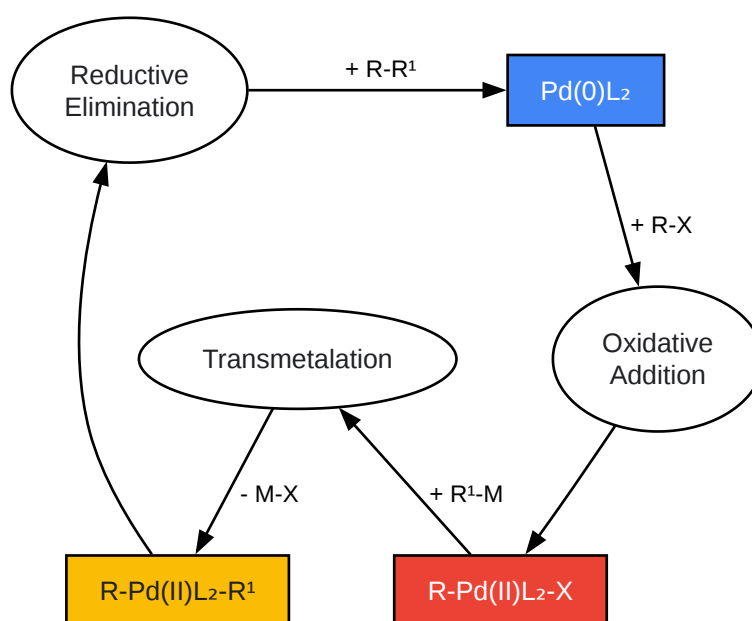 Reductive
Elimination
+ R-R¹
Pd(0)L₂
+ R-X
Oxidative
Addition
Transmetalation
- M-X
+ R¹-M
R-Pd(II)L₂-R¹
R-Pd(II)L₂-X